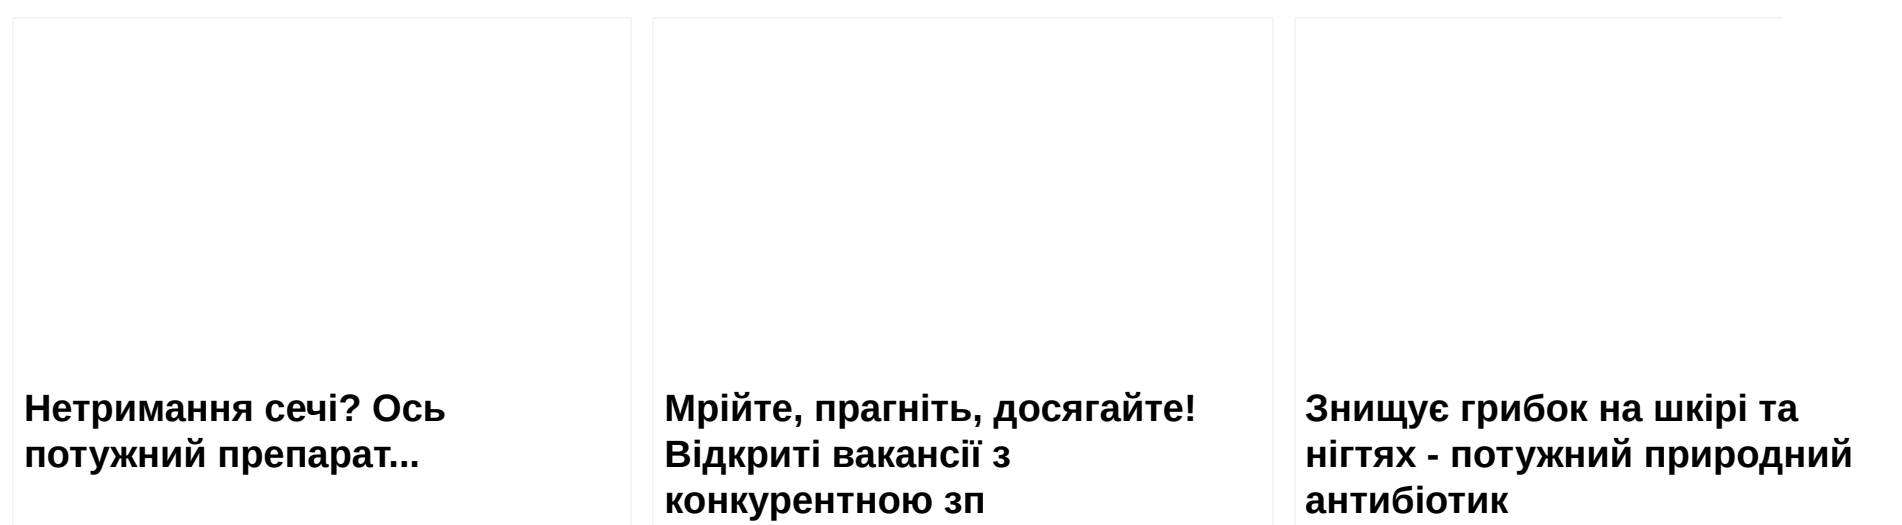 Нетримання сечі? Ось
потужний препарат...
Мрійте, прагніть, досягайте!
Відкриті вакансії з
конкурентною зп
Знищує грибок на шкірі та
нігтях - потужний природний
антибіотик